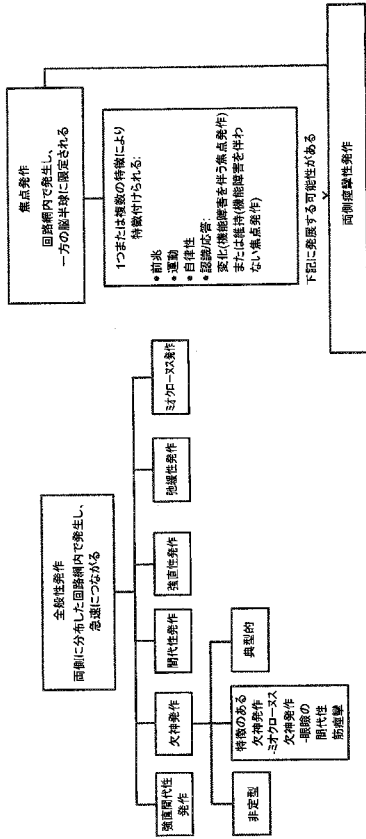 全般性発作
両側に分布した回路網内で発生し、
急速につながる
強直間代性
発作
欠神発作
間代性発作
強直性発作
弛緩性発作
ミオクローヌス発作
非定型
特徴のある
欠神発作
-ミオクローヌス
欠神発作
-眼瞼の
間代性
筋痙攣
典型的
焦点発作
回路網内で発生し、
一方の脳半球に限定される
1つまたは複数の特徴により
特徴付けられる:
• 前兆
• 運動
• 自律性
• 認識/応答:
変化(機能障害を伴う焦点発作)
または維持(機能障害を伴わ
ない焦点発作)
下記に発展する可能性がある
両側痙攣性発作